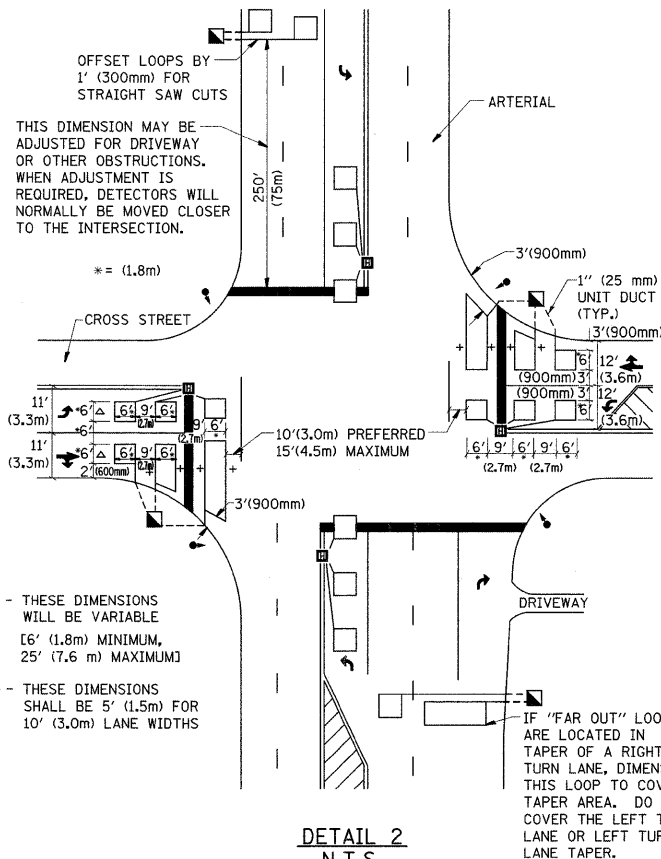 OFFSET LOOPS BY
1' (300mm) FOR
STRAIGHT SAW CUTS
THIS DIMENSION MAY BE
ADJUSTED FOR DRIVEWAY
OR OTHER OBSTRUCTIONS.
WHEN ADJUSTMENT IS
REQUIRED, DETECTORS WILL
NORMALLY BE MOVED CLOSER
TO THE INTERSECTION.
250'
(75m)
ARTERIAL
* = (1.8m)
3'(900mm)
1" (25 mm)
UNIT DUCT
(TYP.)
CROSS STREET
3'(900mm)
6'
12'
(3.6m)
(900mm) 3'
(900mm) 3'
12'
(3.6m)
*6'
11'
(3.3m)
*6'
6' 9' 6'
(2.7m)
*6'
9' 6'
(2.7m) *
11'
(3.3m)
*6'
6' 9' 6'
(2.7m)
2' (600mm)
10'(3.0m) PREFERRED
15'(4.5m) MAXIMUM
6' 9' 6' 9' 6'
* (2.7m) * (2.7m) *
3'(900mm)
H
H
H
H
- THESE DIMENSIONS
WILL BE VARIABLE
[6' (1.8m) MINIMUM,
25' (7.6 m) MAXIMUM]
- THESE DIMENSIONS
SHALL BE 5' (1.5m) FOR
10' (3.0m) LANE WIDTHS
DRIVEWAY
IF "FAR OUT" LOO
ARE LOCATED IN
TAPER OF A RIGHT
TURN LANE, DIMENS
THIS LOOP TO COV
TAPER AREA. DO
COVER THE LEFT T
LANE OR LEFT TUR
LANE TAPER.
DETAIL 2
N.T.S.